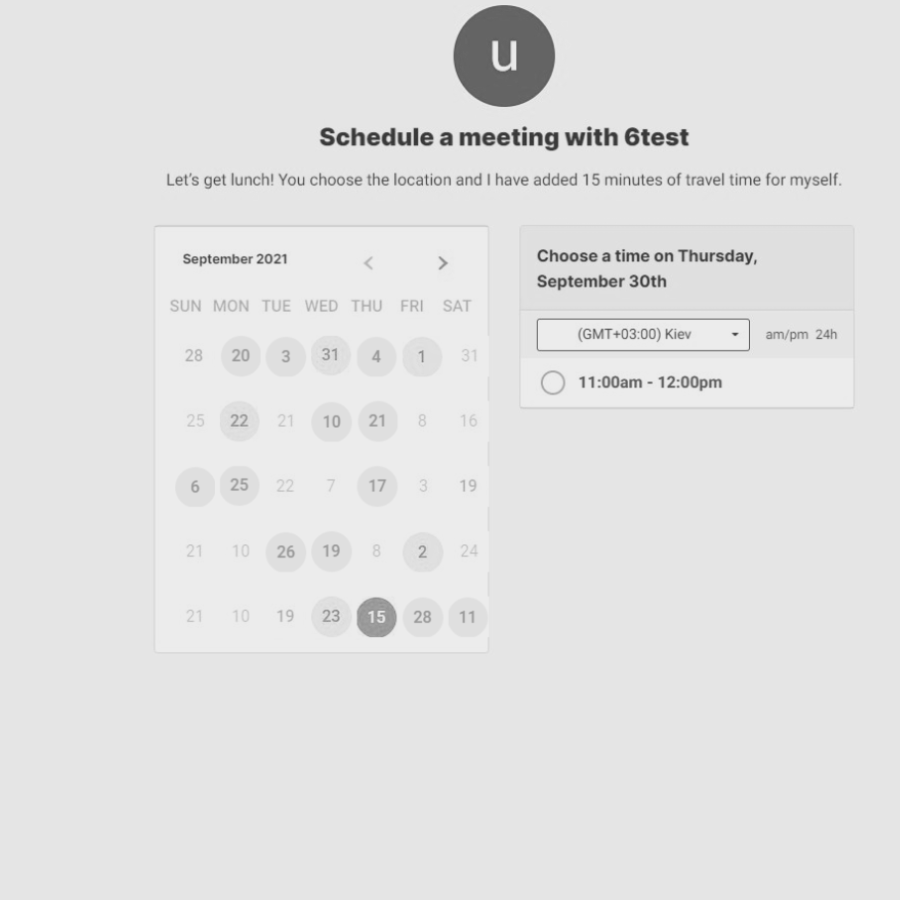 u
Schedule a meeting with 6test
Let's get lunch! You choose the location and I have added 15 minutes of travel time for myself.
September 2021
SUN MON TUE WED THU FRI SAT
28 20 3 31 4 1 31
25 22 21 10 21 8 16
6 25 22 7 17 3 19
21 10 26 19 8 2 24
21 10 19 23 15 28 11
Choose a time on Thursday,
September 30th
(GMT+03:00) Kiev am/pm 24h
11:00am - 12:00pm